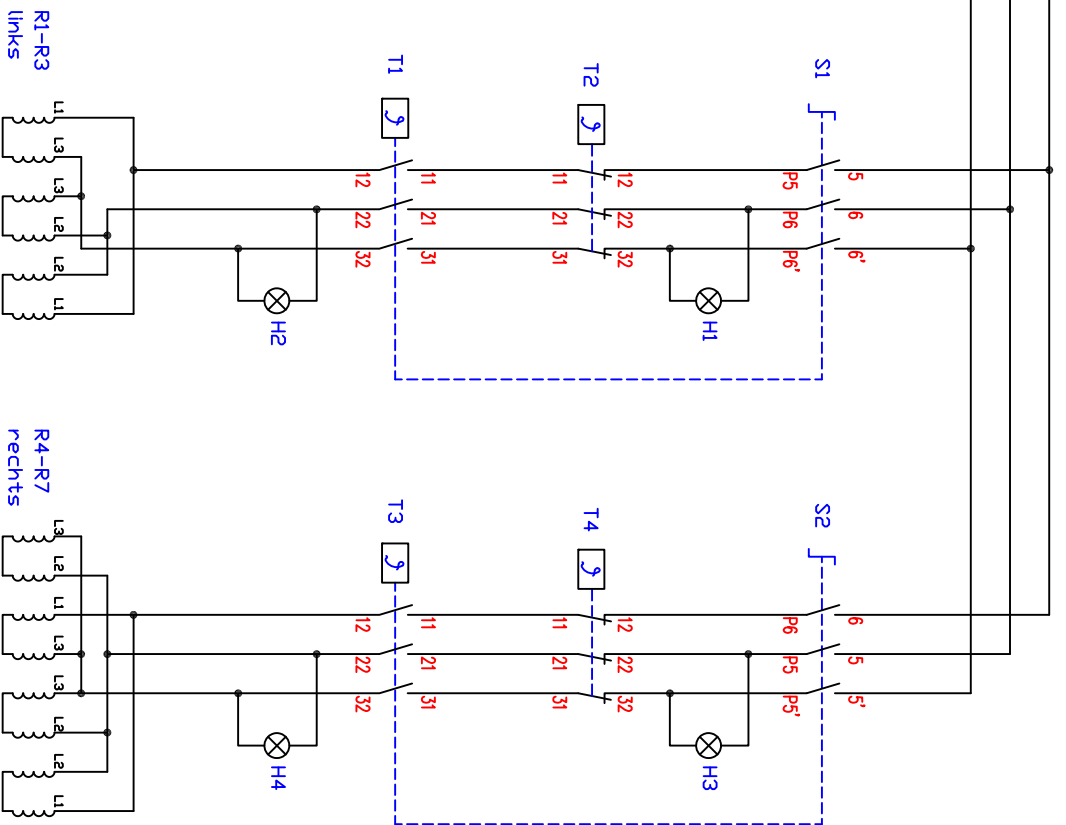 5 6 6' 6 5 5'
S1 S2
P5 P6 P6' P6 P5 P5'
H1 H3
12 22 32 12 22 32
T2 T4
11 21 31 11 21 31
11 21 31 11 21 31
T1 T3
12 22 32 12 22 32
H2 H4
L1 L3 L3 L2 L2 L1 L3 L2 L1 L3 L3 L2 L2 L1
R1-R3 R4-R7
links rechts